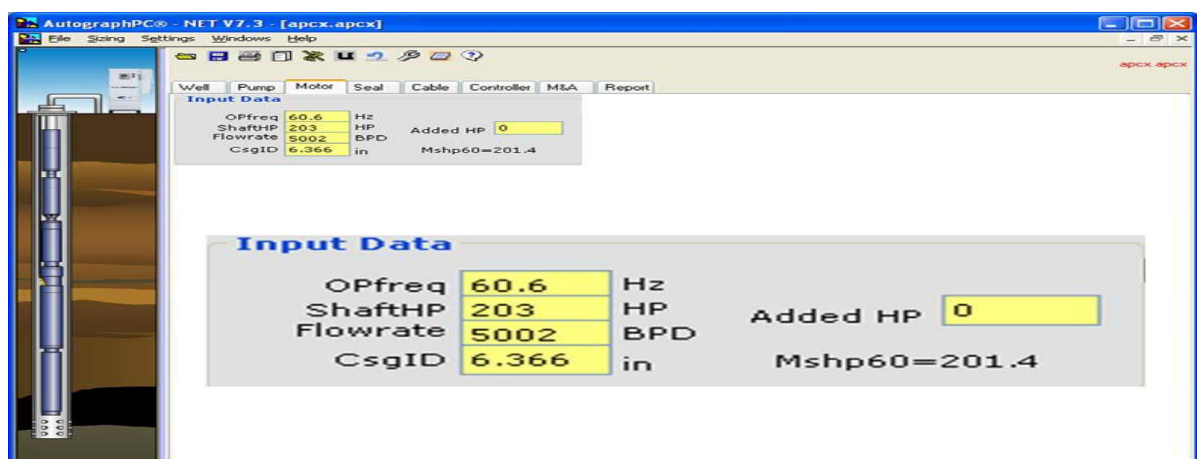 AutographPC® - NET V7.3 - [apcx.apcx]
File Sizing Settings Windows Help
apcx.apcx
Well Pump Motor Seal Cable Controller M&A Report
Input Data
OPfreq 60.6 Hz
ShaftHP 203 HP Added HP 0
Flowrate 5002 BPD
CsgID 6.366 in Mshp60=201.4
Input Data
OPfreq 60.6 Hz
ShaftHP 203 HP Added HP 0
Flowrate 5002 BPD
CsgID 6.366 in Mshp60=201.4